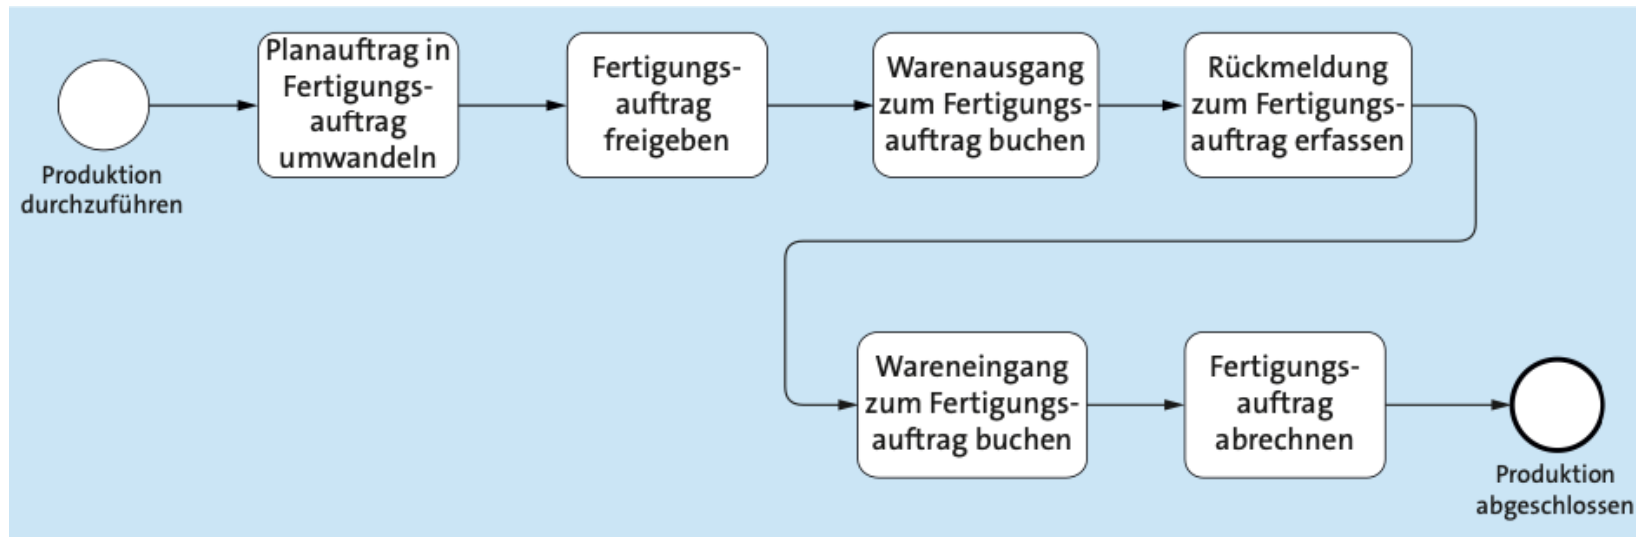 Produktion
durchzuführen
Planauftrag in
Fertigungs-
auftrag
umwandeln
Fertigungs-
auftrag
freigeben
Warenausgang
zum Fertigungs-
auftrag buchen
Rückmeldung
zum Fertigungs-
auftrag erfassen
Wareneingang
zum Fertigungs-
auftrag buchen
Fertigungs-
auftrag
abrechnen
Produktion
abgeschlossen